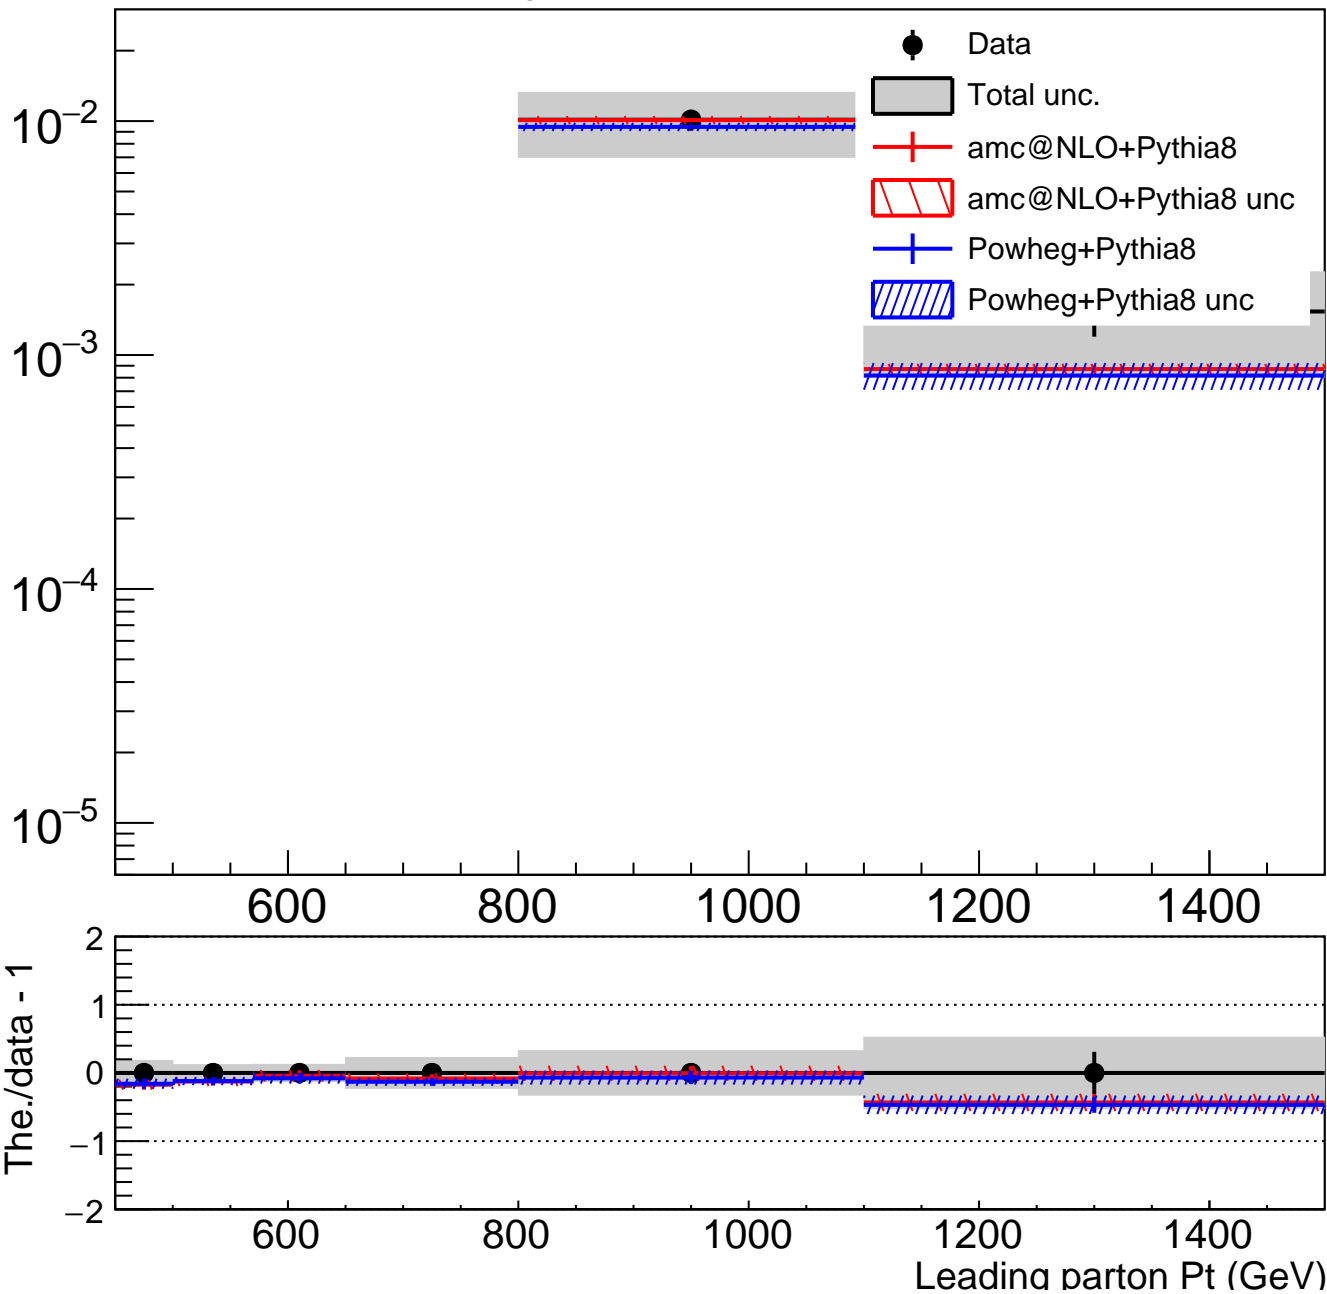 Data
Total unc.
amc@NLO+Pythia8
amc@NLO+Pythia8 unc
Powheg+Pythia8
Powheg+Pythia8 unc
10−2
10−3
10−4
10−5
600 800 1000 1200 1400
The./data - 1
2
1
0
−1
−2
600 800 1000 1200 1400
Leading parton Pt (GeV)